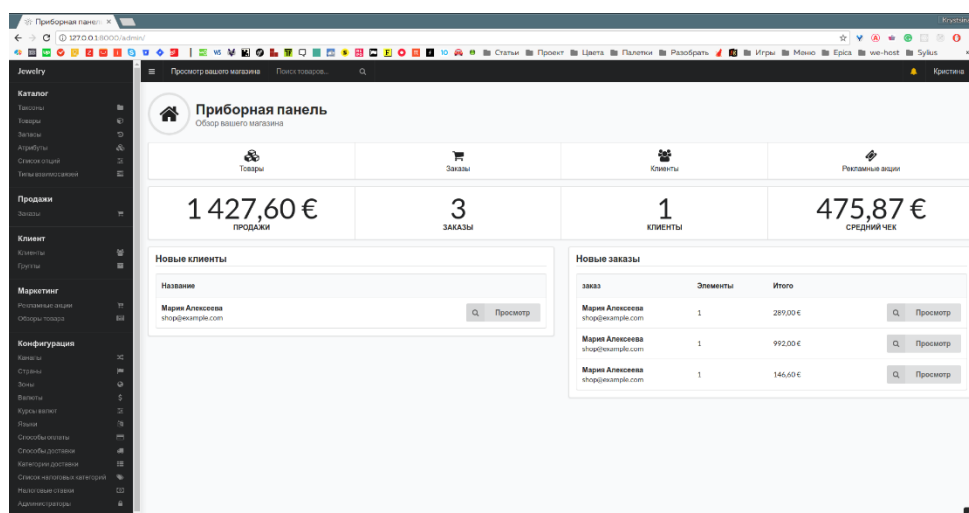 Приборная панель
Kristina
127.0.0.1:8000/admin/
Статьи Проект Цвета Палетки Разобрать Игры Меню Epica we-host Sylius
Jewelry
Просмотр вашего магазина Поиск товаров... Кристина
Каталог
Таксоны
Товары
Запасы
Атрибуты
Список опций
Типы взаимосвязей
Продажи
Заказы
Клиент
Клиенты
Группы
Маркетинг
Рекламные акции
Обзоры товара
Конфигурация
Каналы
Страны
Зоны
Валюты
Курсы валют
Языки
Способы оплаты
Способы доставки
Категории доставки
Список налоговых категорий
Налоговые ставки
Администраторы
Приборная панель
Обзор вашего магазина
Товары Заказы Клиенты Рекламные акции
1 427,60 € 3 1 475,87 €
ПРОДАЖИ ЗАКАЗЫ КЛИЕНТЫ СРЕДНИЙ ЧЕК
Новые клиенты
Название
Мария Алексеева
shop@example.com
Просмотр
Новые заказы
заказ Элементы Итого
Мария Алексеева
shop@example.com
1 289,00 € Просмотр
Мария Алексеева
shop@example.com
1 992,00 € Просмотр
Мария Алексеева
shop@example.com
1 146,60 € Просмотр